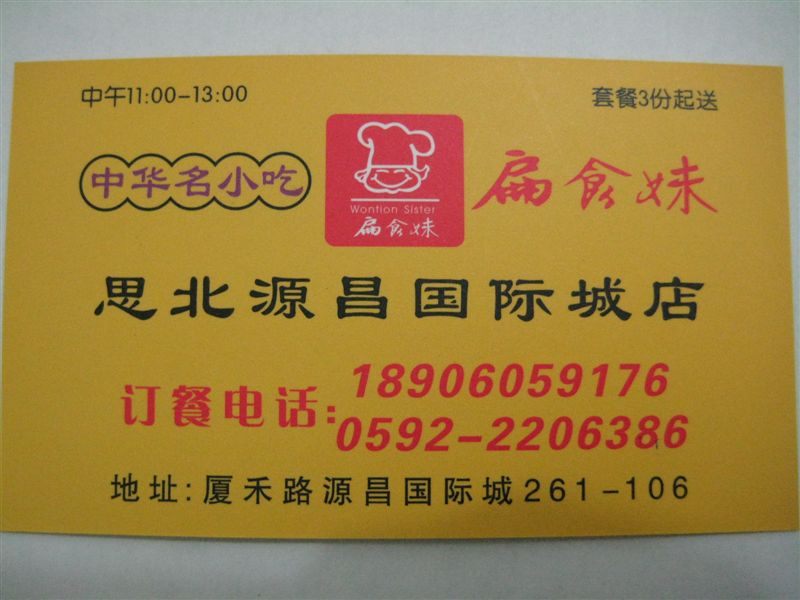 中午11:00-13:00
套餐3份起送
中华名小吃
Wontion Sister
扁食妹
扁食妹
思北源昌国际城店
订餐电话:
18906059176
0592-2206386
地址:厦禾路源昌国际城261-106